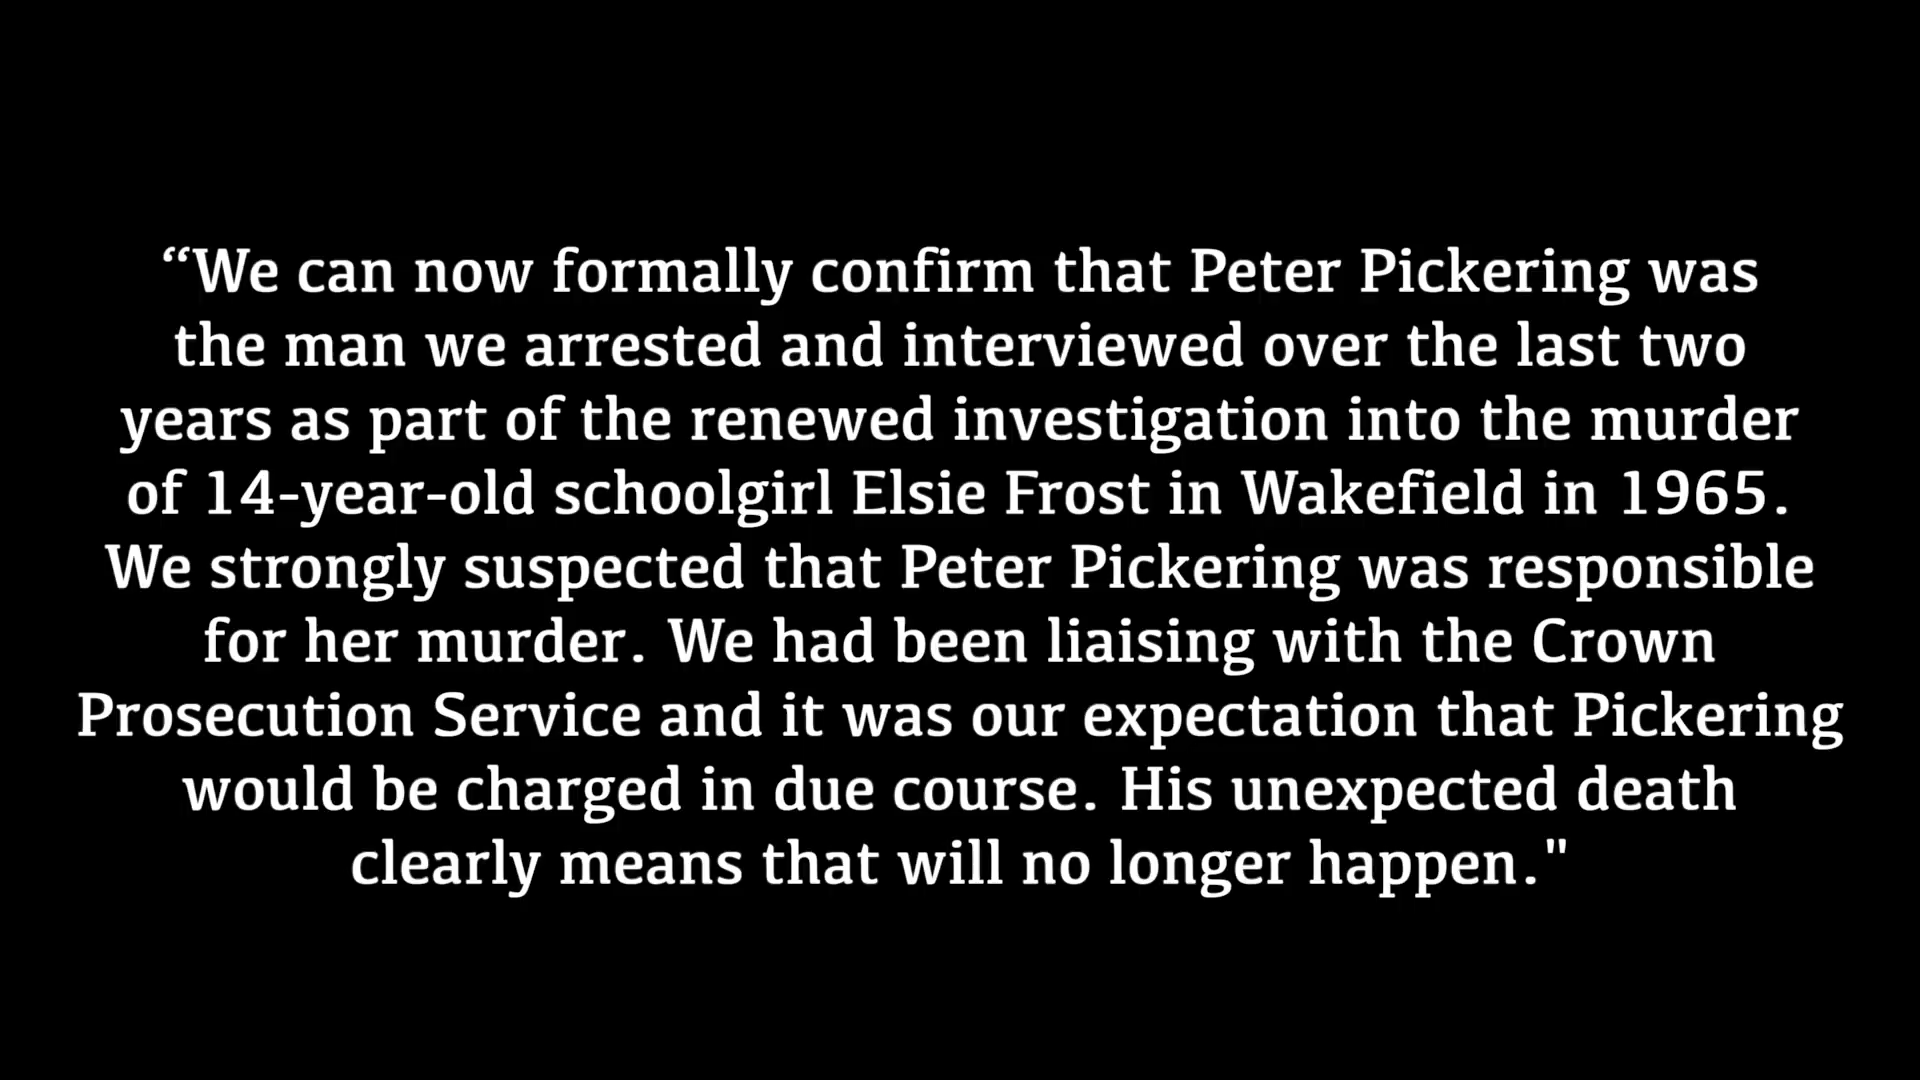 “We can now formally confirm that Peter Pickering was
the man we arrested and interviewed over the last two
years as part of the renewed investigation into the murder
of 14-year-old schoolgirl Elsie Frost in Wakefield in 1965.
We strongly suspected that Peter Pickering was responsible
for her murder. We had been liaising with the Crown
Prosecution Service and it was our expectation that Pickering
would be charged in due course. His unexpected death
clearly means that will no longer happen."